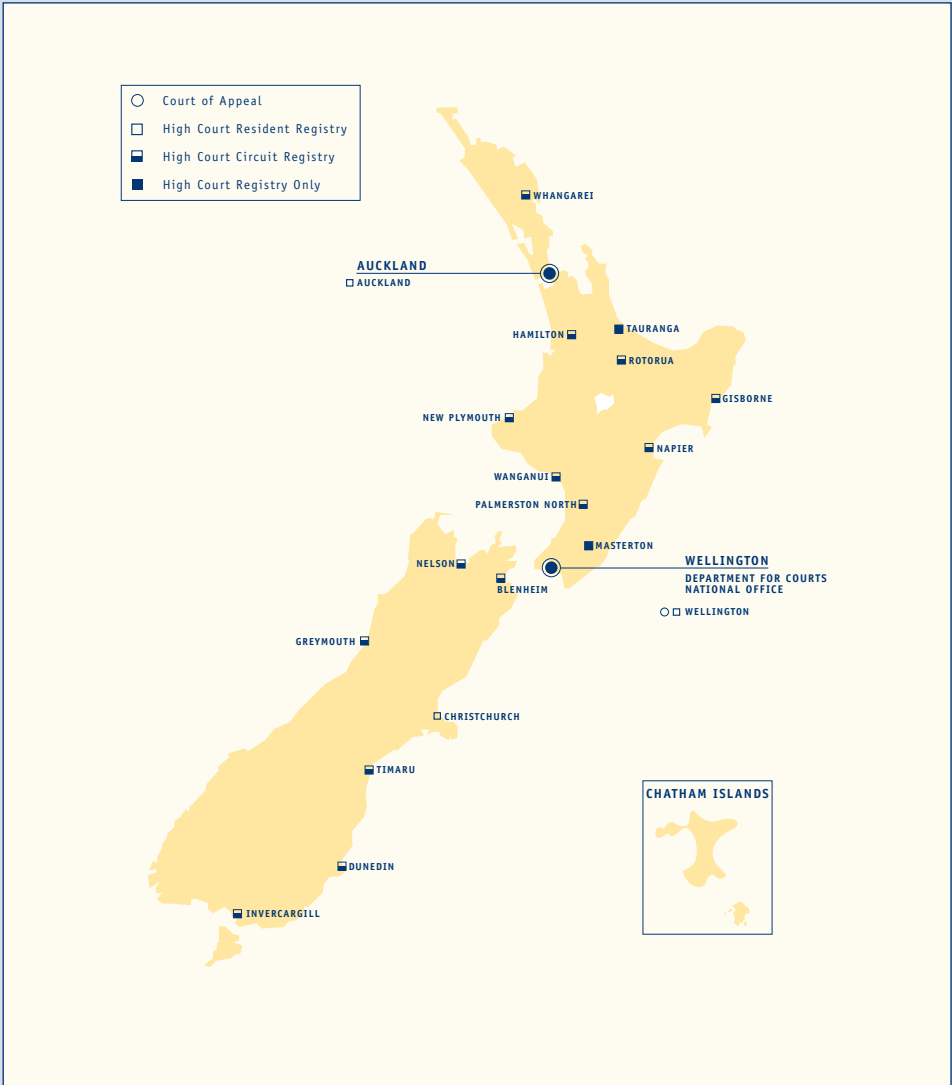 Court of Appeal
High Court Resident Registry
High Court Circuit Registry
High Court Registry Only
WHANGAREI
AUCKLAND
AUCKLAND
TAURANGA
HAMILTON
ROTORUA
GISBORNE
NEW PLYMOUTH
NAPIER
WANGANUI
PALMERSTON NORTH
MASTERTON
WELLINGTON
DEPARTMENT FOR COURTS
NATIONAL OFFICE
WELLINGTON
NELSON
BLENHEIM
GREYMOUTH
CHRISTCHURCH
TIMARU
CHATHAM ISLANDS
DUNEDIN
INVERCARGILL